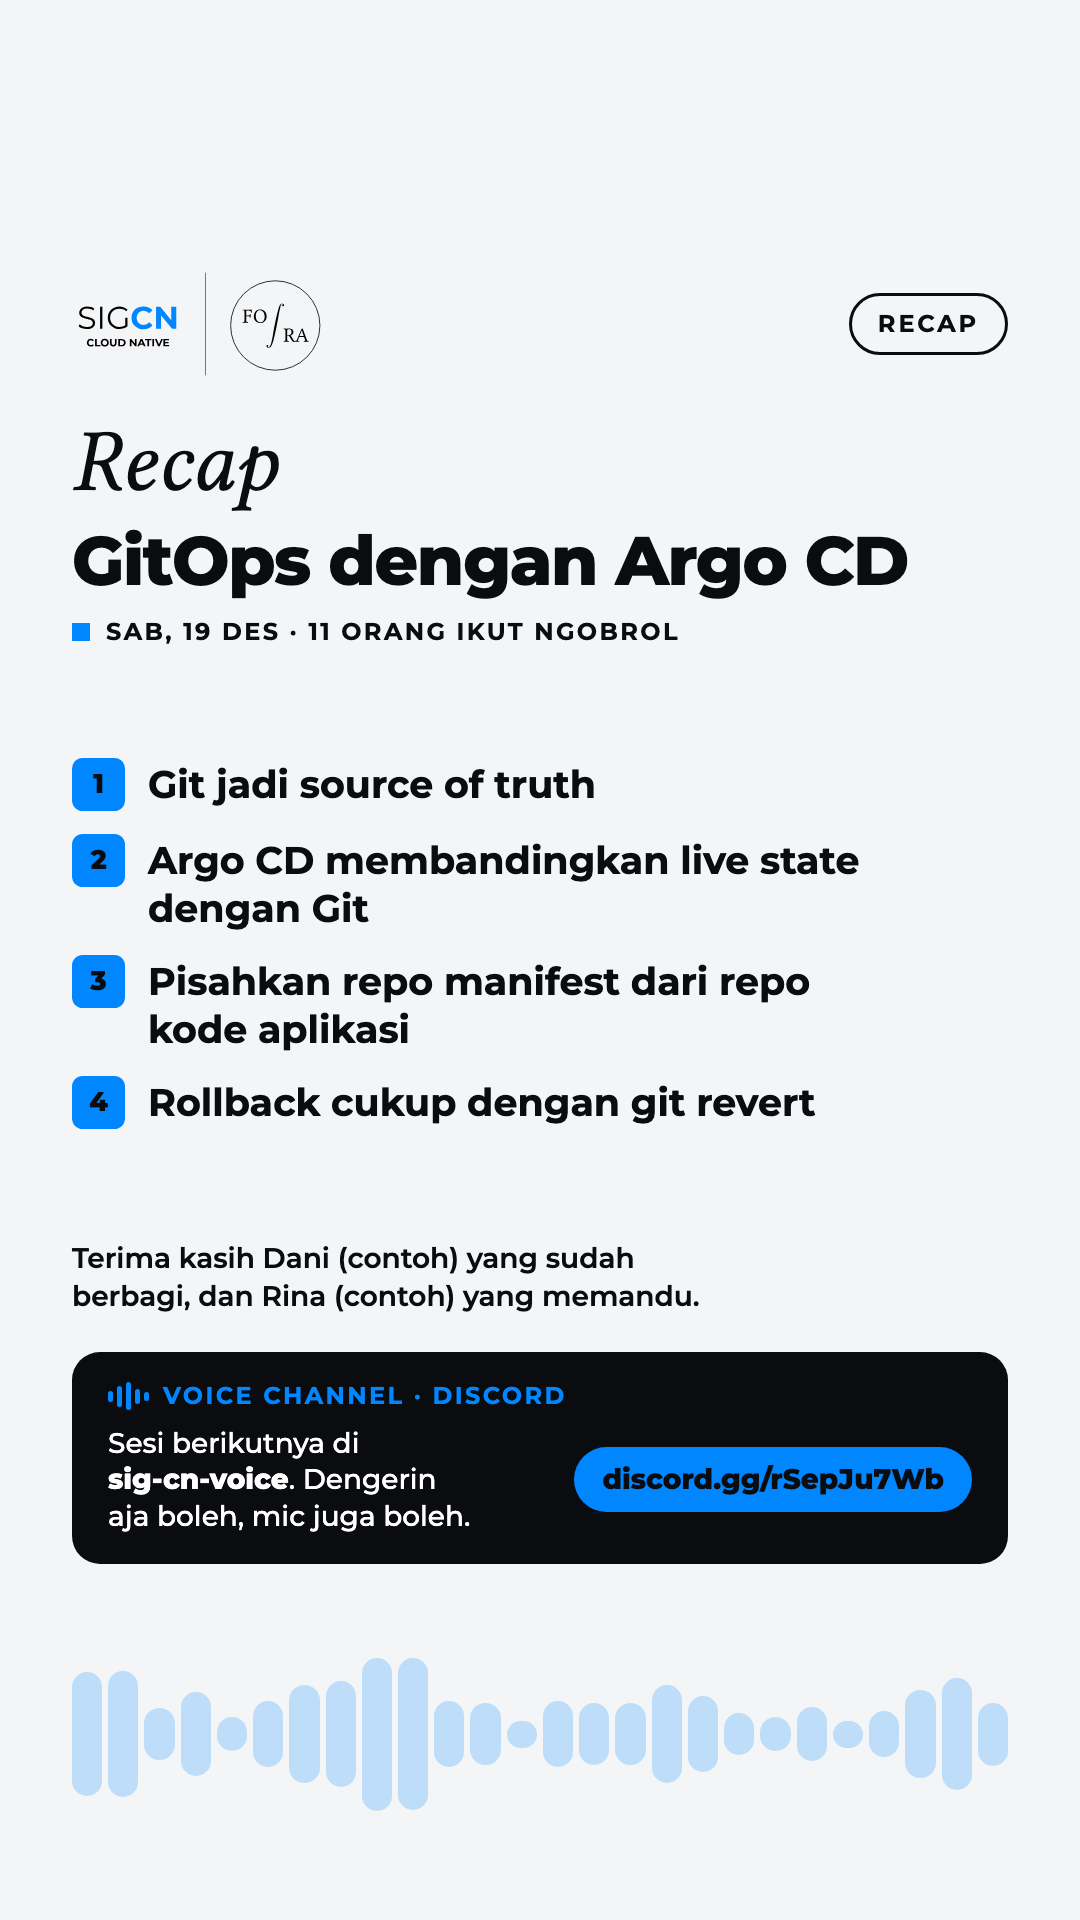 SIGCN
CLOUD NATIVE
FO RA
RECAP
Recap
GitOps dengan Argo CD
SAB, 19 DES · 11 ORANG IKUT NGOBROL
1 Git jadi source of truth
2 Argo CD membandingkan live state
dengan Git
3 Pisahkan repo manifest dari repo
kode aplikasi
4 Rollback cukup dengan git revert
Terima kasih Dani (contoh) yang sudah
berbagi, dan Rina (contoh) yang memandu.
VOICE CHANNEL · DISCORD
Sesi berikutnya di
sig-cn-voice. Dengerin
aja boleh, mic juga boleh.
discord.gg/rSepJu7Wb